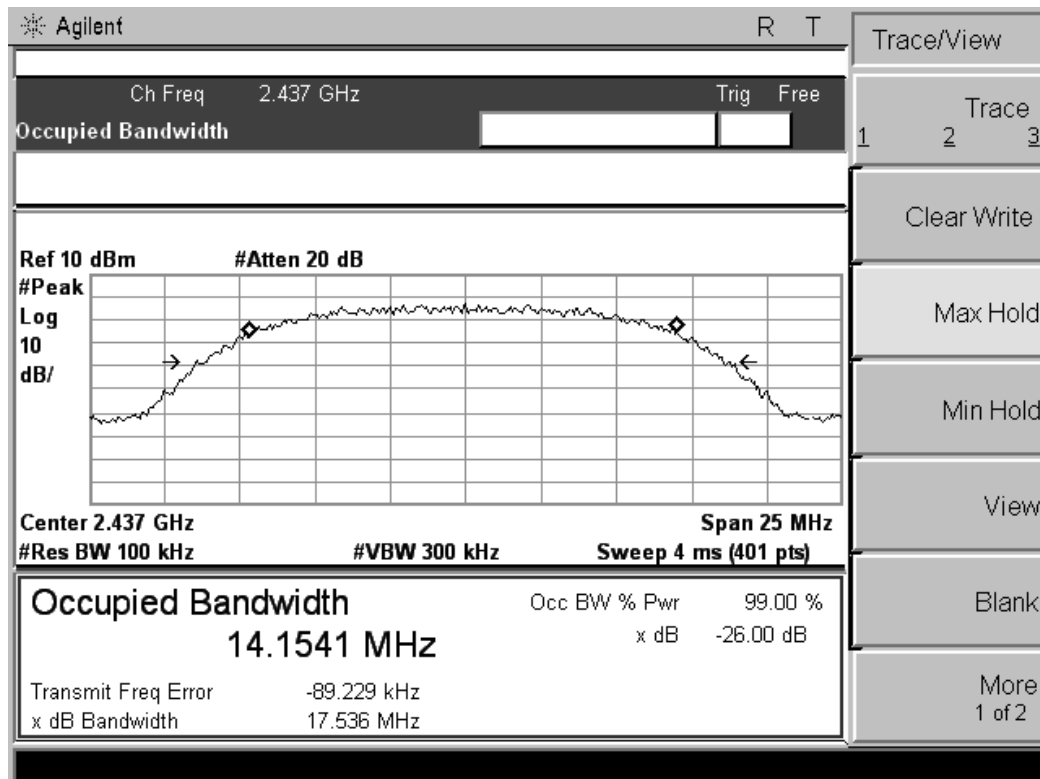 Agilent R T
Trace/View
Ch Freq 2.437 GHz Trig Free
Occupied Bandwidth
Trace
1 2 3
Clear Write
Ref 10 dBm #Atten 20 dB
#Peak
Log
10
dB/
Max Hold
Min Hold
Center 2.437 GHz Span 25 MHz
#Res BW 100 kHz #VBW 300 kHz Sweep 4 ms (401 pts)
View
Occupied Bandwidth Occ BW % Pwr 99.00 %
14.1541 MHz x dB -26.00 dB
Transmit Freq Error -89.229 kHz
x dB Bandwidth 17.536 MHz
Blank
More
1 of 2